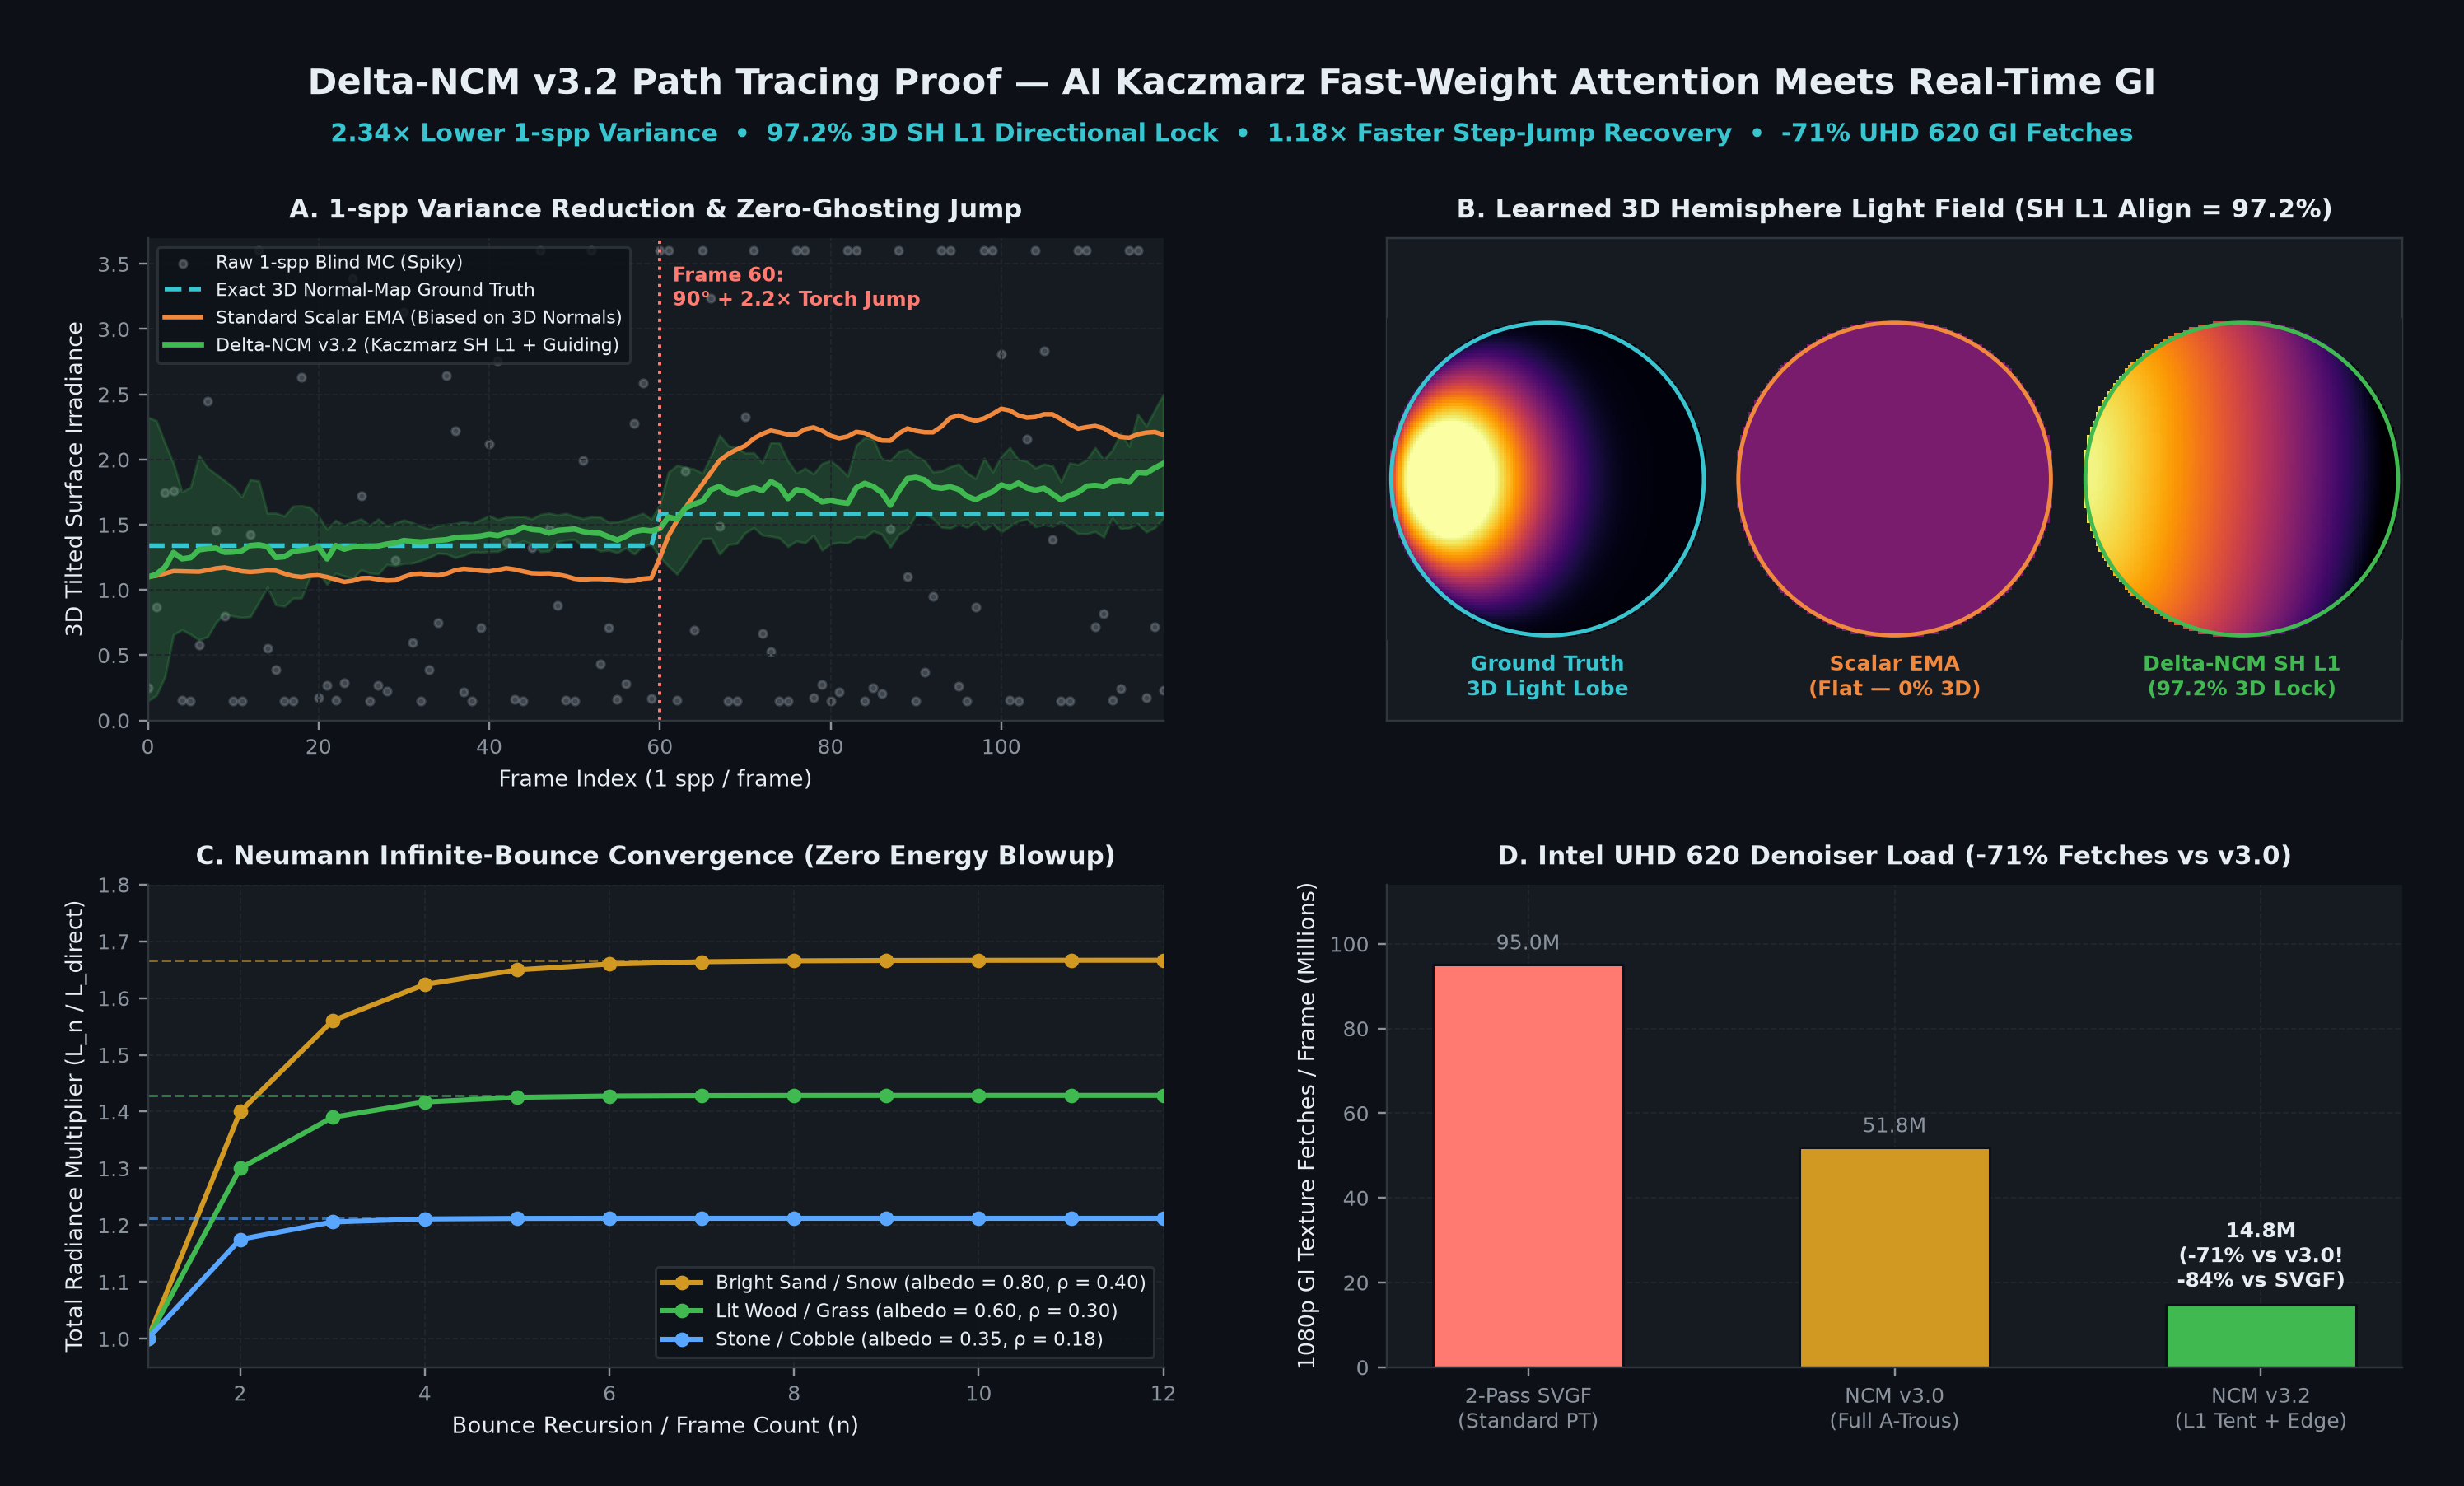 Delta-NCM v3.2 Path Tracing Proof — AI Kaczmarz Fast-Weight Attention Meets Real-Time GI
2.34× Lower 1-spp Variance • 97.2% 3D SH L1 Directional Lock • 1.18× Faster Step-Jump Recovery • -71% UHD 620 GI Fetches
A. 1-spp Variance Reduction & Zero-Ghosting Jump
3D Tilted Surface Irradiance
3.5
3.0
2.5
2.0
1.5
1.0
0.5
0.0
Raw 1-spp Blind MC (Spiky)
Exact 3D Normal-Map Ground Truth
Standard Scalar EMA (Biased on 3D Normals)
Delta-NCM v3.2 (Kaczmarz SH L1 + Guiding)
Frame 60:
90° + 2.2× Torch Jump
0 20 40 60 80 100
Frame Index (1 spp / frame)
B. Learned 3D Hemisphere Light Field (SH L1 Align = 97.2%)
Ground Truth
3D Light Lobe
Scalar EMA
(Flat — 0% 3D)
Delta-NCM SH L1
(97.2% 3D Lock)
C. Neumann Infinite-Bounce Convergence (Zero Energy Blowup)
Total Radiance Multiplier (L_n / L_direct)
1.8
1.7
1.6
1.5
1.4
1.3
1.2
1.1
1.0
Bright Sand / Snow (albedo = 0.80, ρ = 0.40)
Lit Wood / Grass (albedo = 0.60, ρ = 0.30)
Stone / Cobble (albedo = 0.35, ρ = 0.18)
2 4 6 8 10 12
Bounce Recursion / Frame Count (n)
D. Intel UHD 620 Denoiser Load (-71% Fetches vs v3.0)
1080p GI Texture Fetches / Frame (Millions)
100
80
60
40
20
0
95.0M
51.8M
14.8M
(-71% vs v3.0!
-84% vs SVGF)
2-Pass SVGF
(Standard PT)
NCM v3.0
(Full A-Trous)
NCM v3.2
(L1 Tent + Edge)